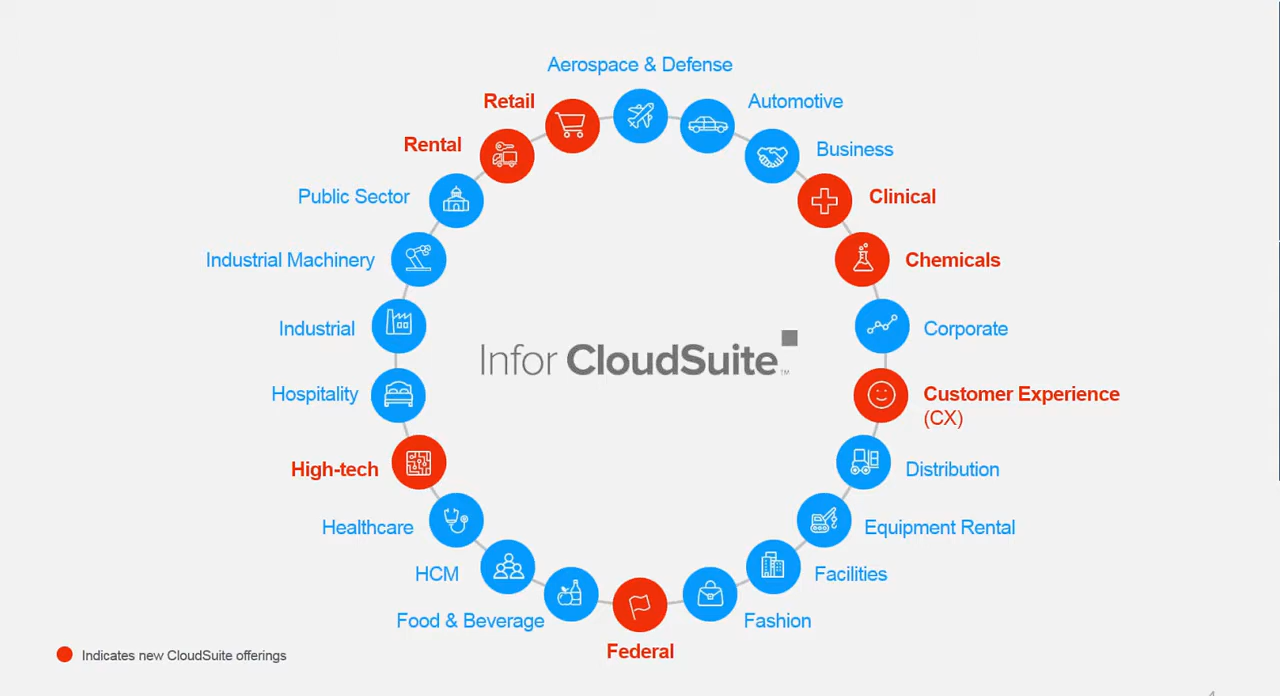 Aerospace & Defense
Automotive
Business
Clinical
Chemicals
Corporate
Customer Experience
(CX)
Distribution
Equipment Rental
Facilities
Fashion
Federal
Food & Beverage
HCM
Healthcare
High-tech
Hospitality
Industrial
Industrial Machinery
Public Sector
Rental
Retail
Infor CloudSuite™
Indicates new CloudSuite offerings